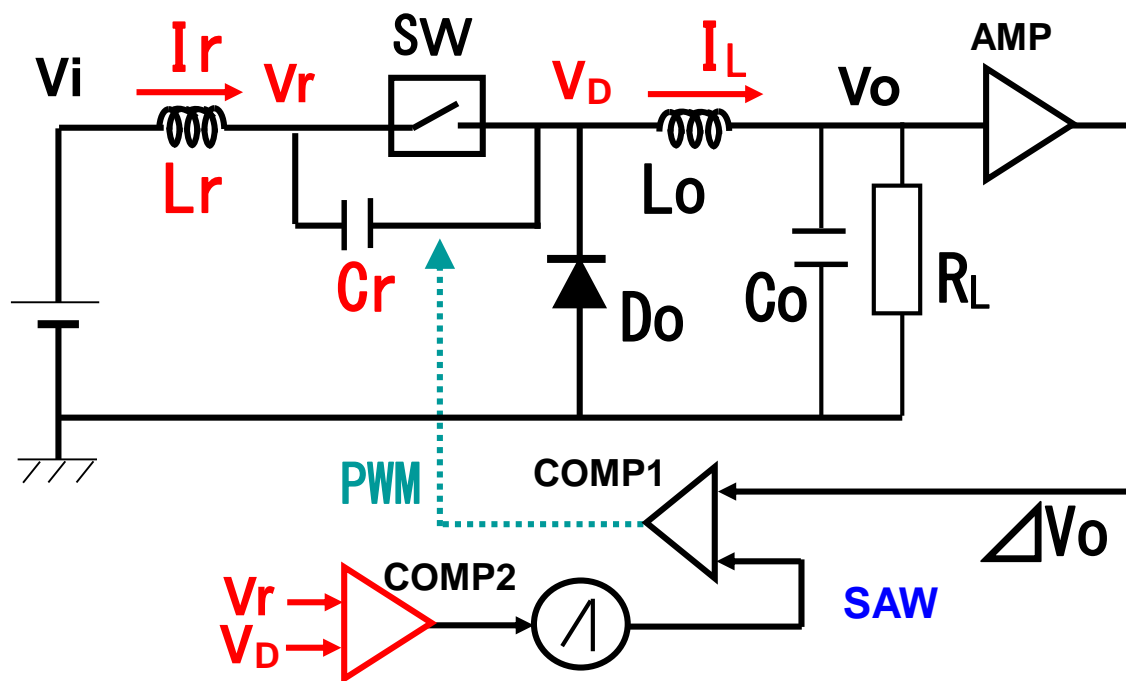 SW
AMP
Ir
IL
Vi
Vr
VD
Vo
Lr
Lo
Cr
Do
Co
RL
PWM
COMP1
⊿Vo
COMP2
SAW
Vr
VD